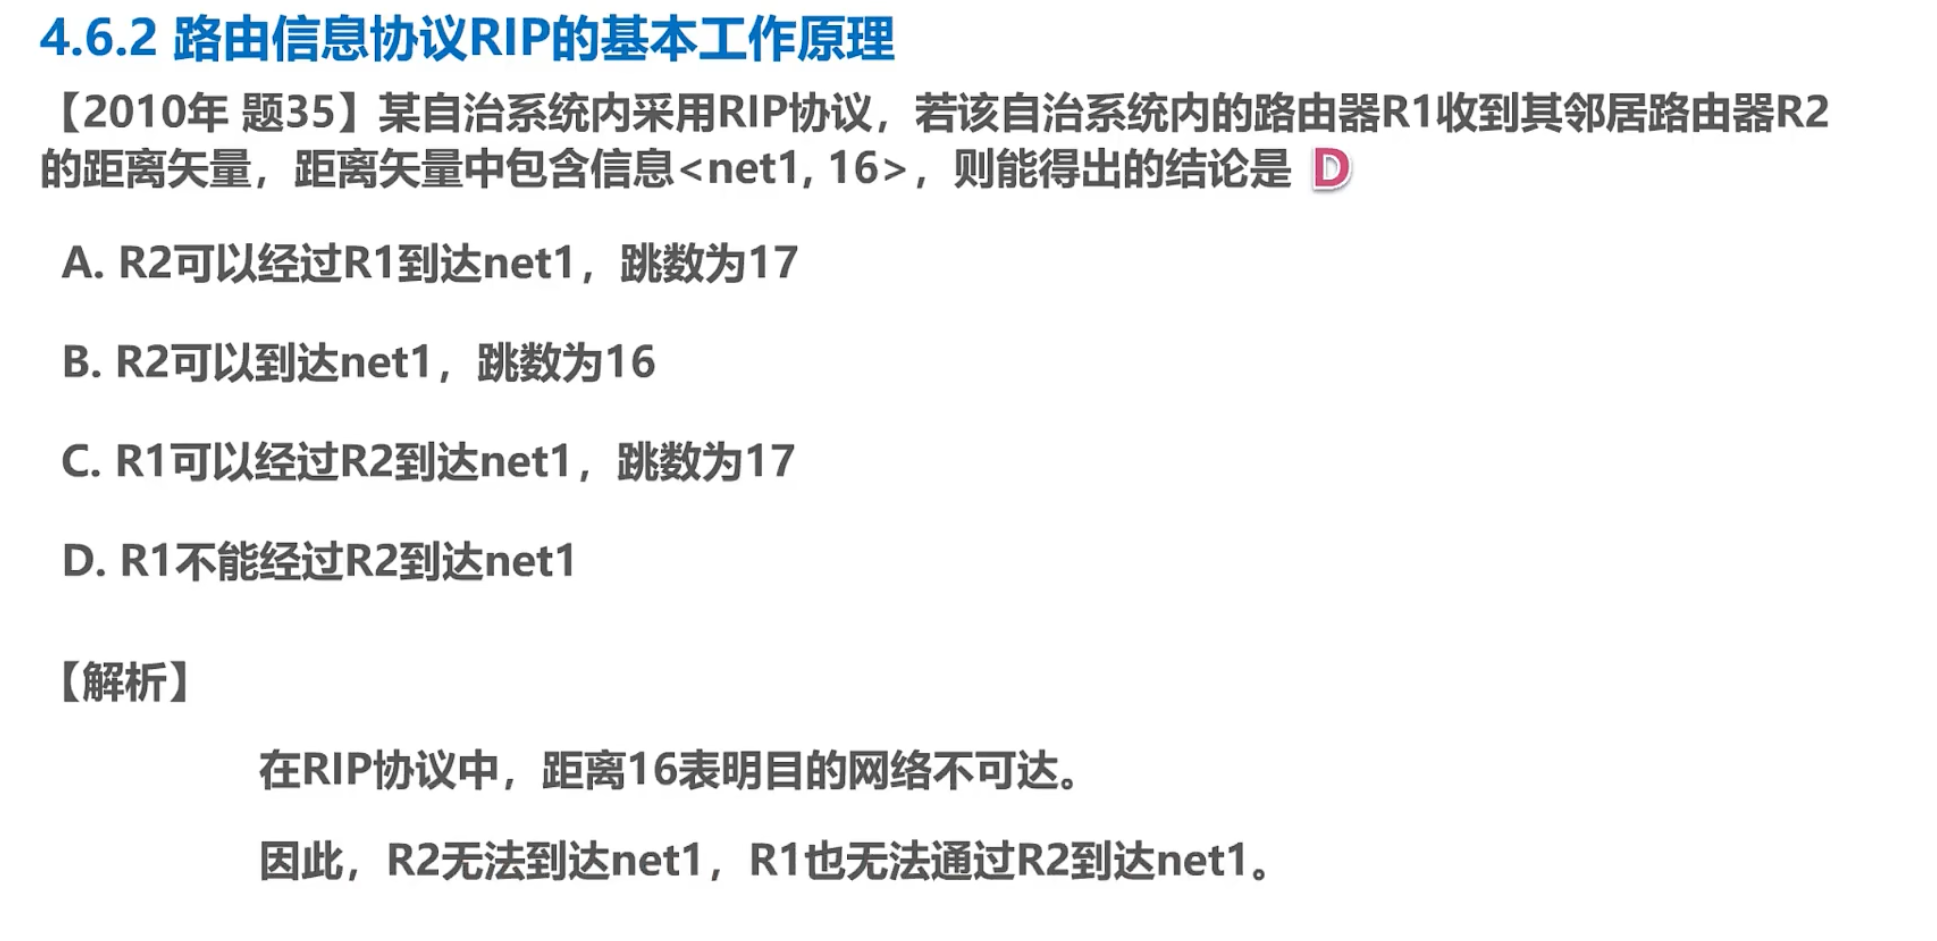 4.6.2 路由信息协议RIP的基本工作原理
【2010年 题35】某自治系统内采用RIP协议，若该自治系统内的路由器R1收到其邻居路由器R2
的距离矢量，距离矢量中包含信息<net1, 16>，则能得出的结论是 D
A. R2可以经过R1到达net1，跳数为17
B. R2可以到达net1，跳数为16
C. R1可以经过R2到达net1，跳数为17
D. R1不能经过R2到达net1
【解析】
在RIP协议中，距离16表明目的网络不可达。
因此，R2无法到达net1，R1也无法通过R2到达net1。